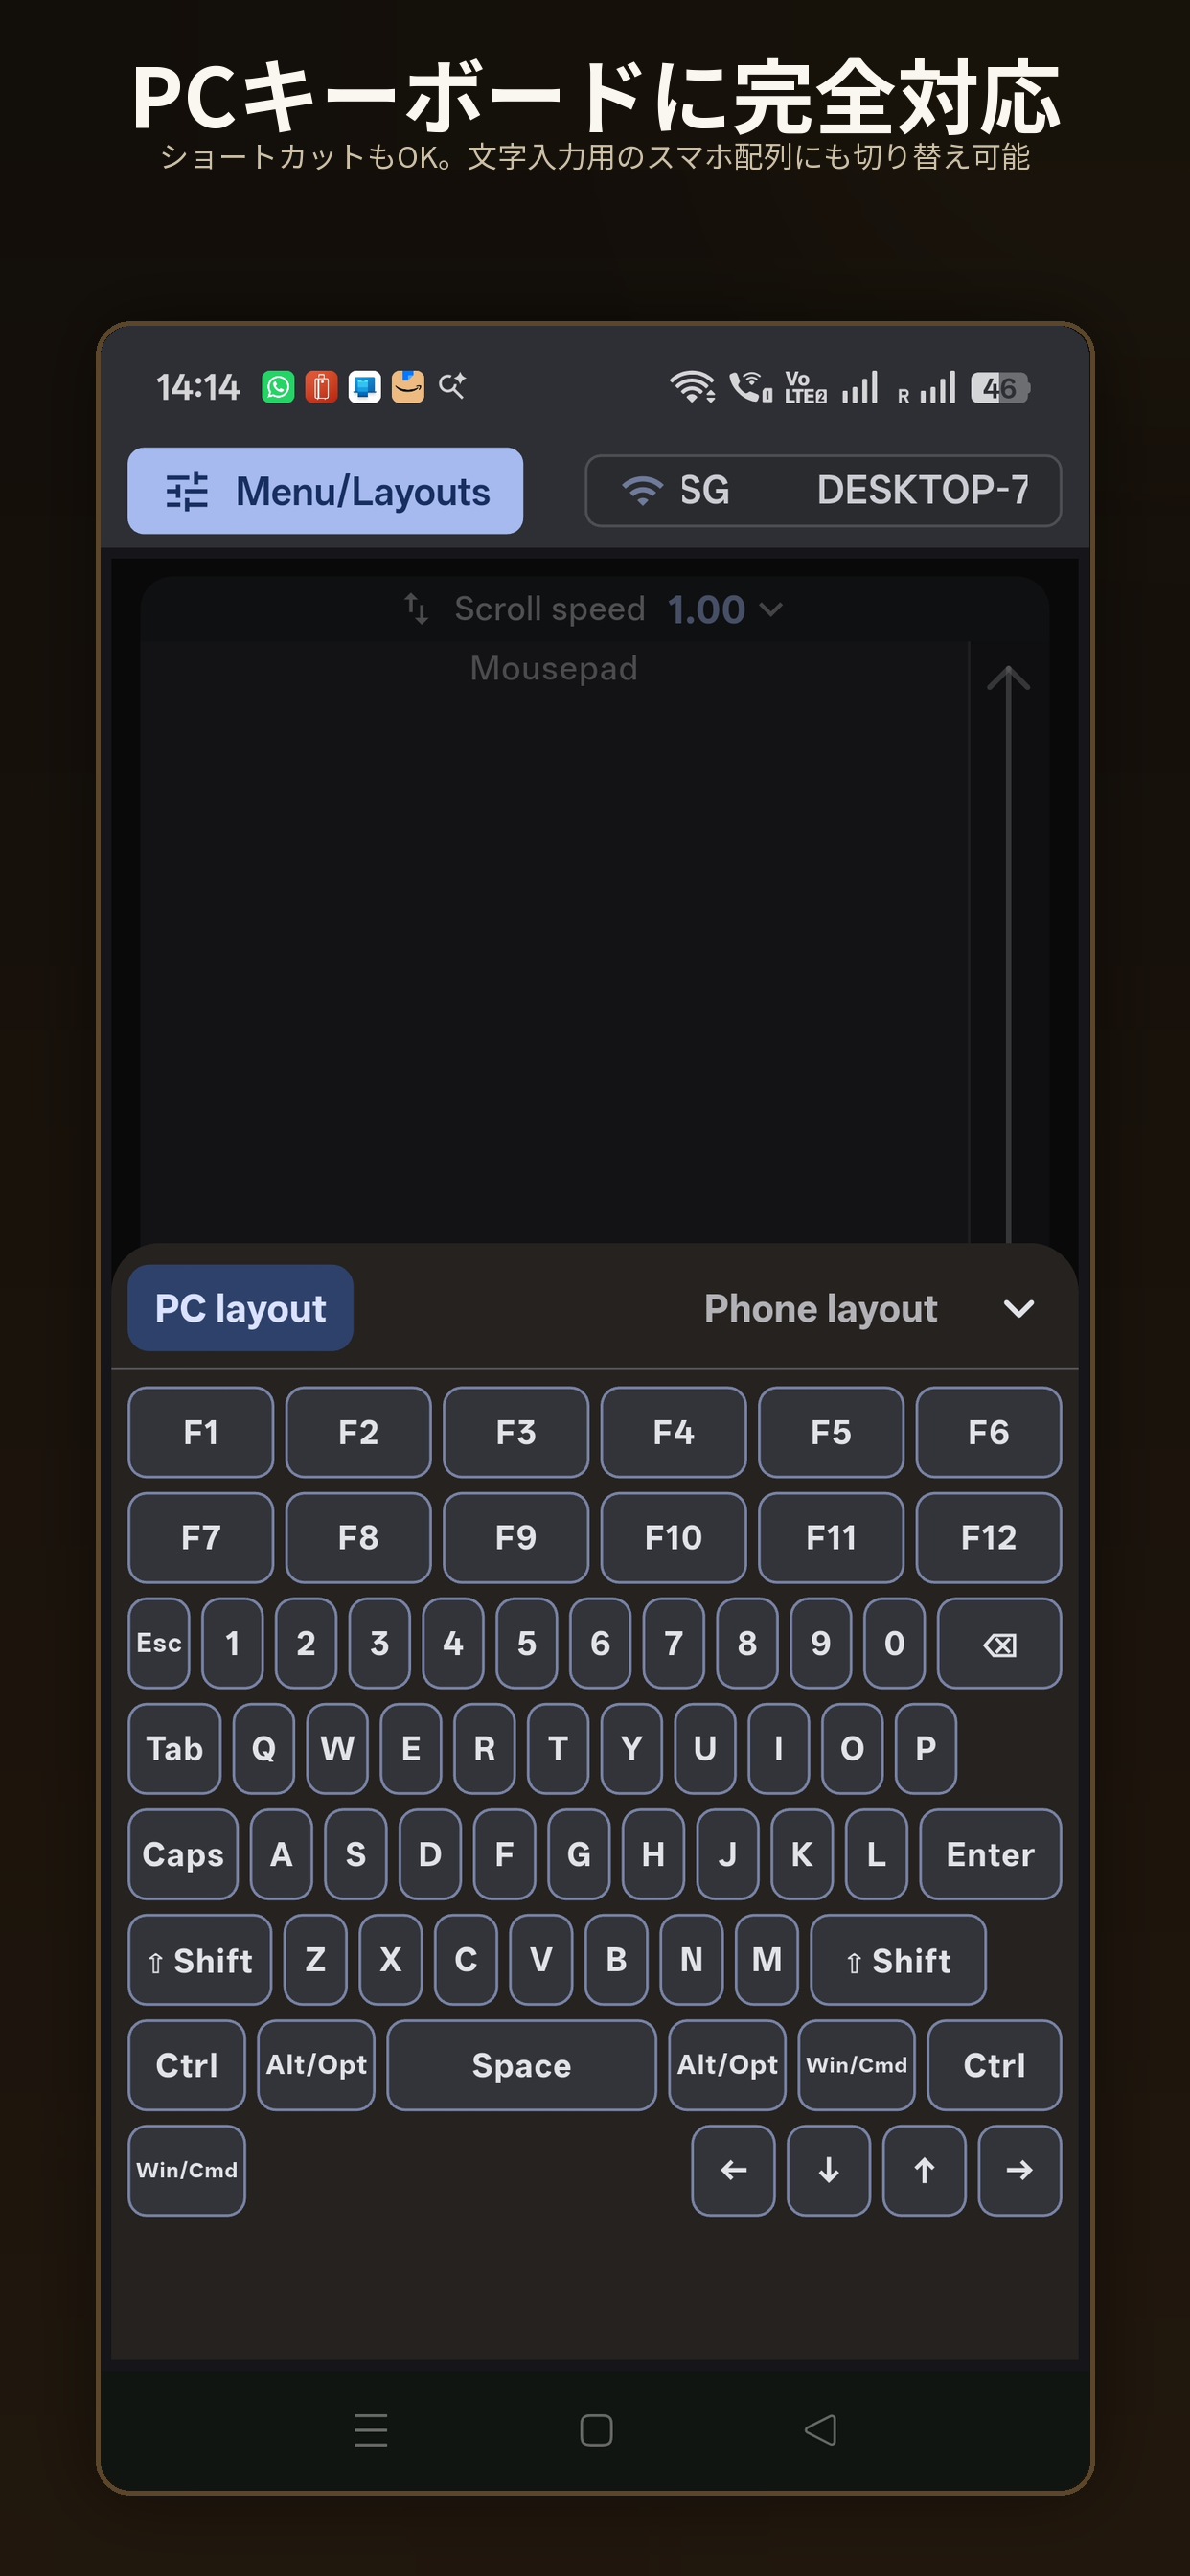 PCキーボードに完全対応
ショートカットもOK。文字入力用のスマホ配列にも切り替え可能
14:14 Vo LTE2 R 46
Menu/Layouts SG DESKTOP-7
Scroll speed 1.00
Mousepad
PC layout Phone layout
F1 F2 F3 F4 F5 F6
F7 F8 F9 F10 F11 F12
Esc 1 2 3 4 5 6 7 8 9 0 ⌫
Tab Q W E R T Y U I O P
Caps A S D F G H J K L Enter
⇧ Shift Z X C V B N M ⇧ Shift
Ctrl Alt/Opt Space Alt/Opt Win/Cmd Ctrl
Win/Cmd ← ↓ ↑ →